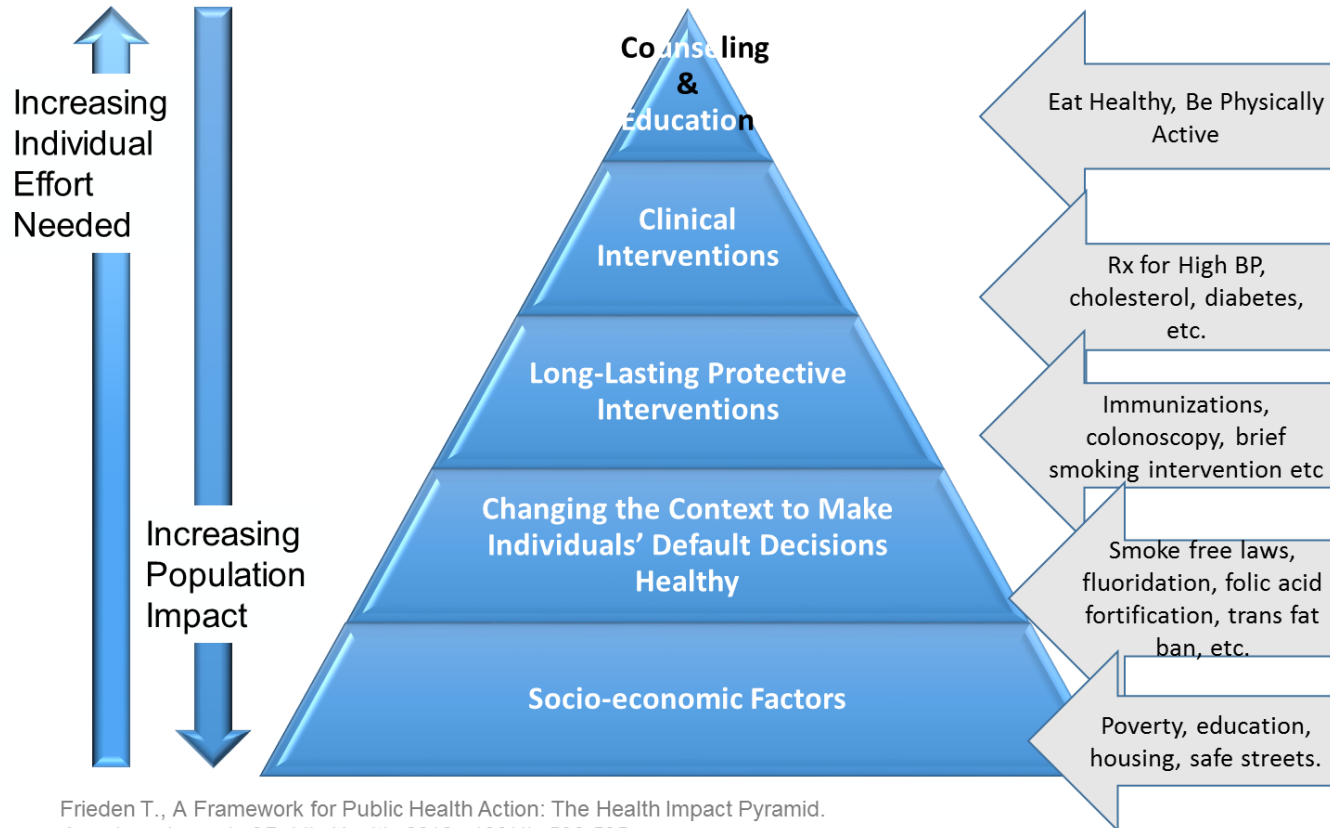 Increasing
Individual
Effort
Needed
Increasing
Population
Impact
Counseling
&
Education
Clinical
Interventions
Long-Lasting Protective
Interventions
Changing the Context to Make
Individuals’ Default Decisions
Healthy
Socio-economic Factors
Eat Healthy, Be Physically
Active
Rx for High BP,
cholesterol, diabetes,
etc.
Immunizations,
colonoscopy, brief
smoking intervention etc
Smoke free laws,
fluoridation, folic acid
fortification, trans fat
ban, etc.
Poverty, education,
housing, safe streets.
Frieden T., A Framework for Public Health Action: The Health Impact Pyramid.